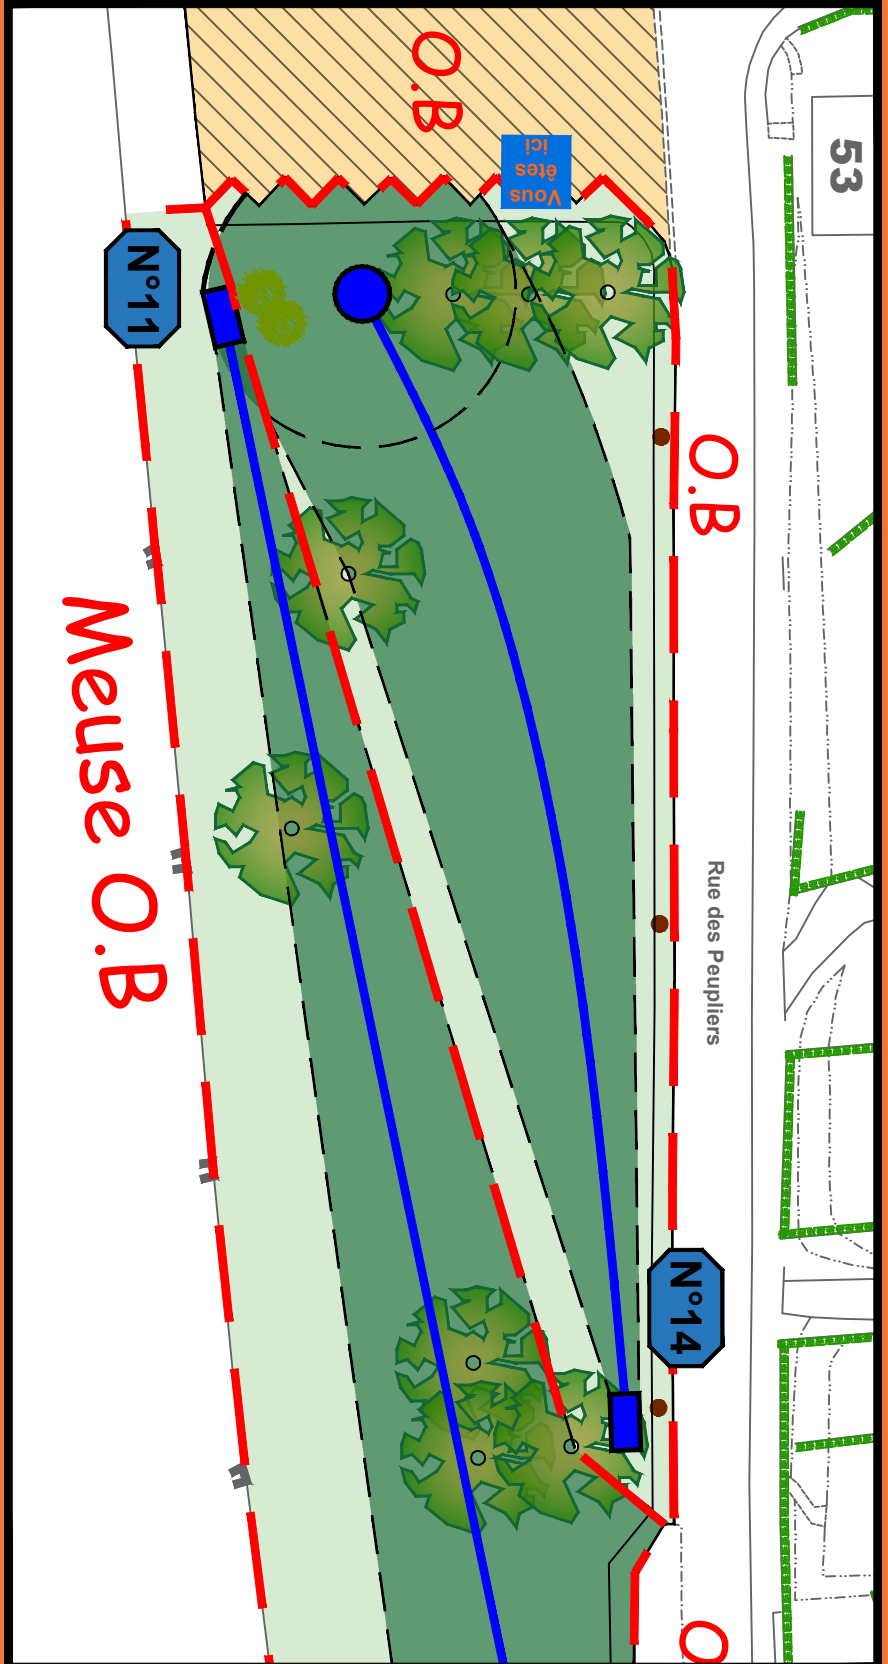 O.B
Vous
êtes
ici
53
N°11
O.B
Meuse O.B
Rue des Peupliers
N°14
O